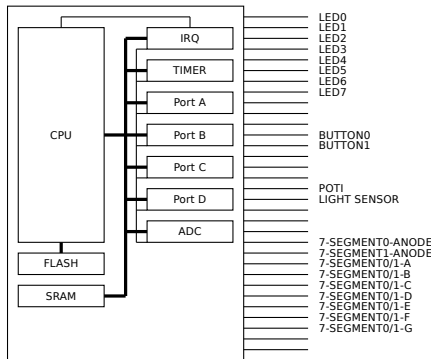 CPU
FLASH
SRAM
IRQ
TIMER
Port A
Port B
Port C
Port D
ADC
LED0
LED1
LED2
LED3
LED4
LED5
LED6
LED7
BUTTON0
BUTTON1
POTI
LIGHT SENSOR
7-SEGMENT0-ANODE
7-SEGMENT1-ANODE
7-SEGMENT0/1-A
7-SEGMENT0/1-B
7-SEGMENT0/1-C
7-SEGMENT0/1-D
7-SEGMENT0/1-E
7-SEGMENT0/1-F
7-SEGMENT0/1-G